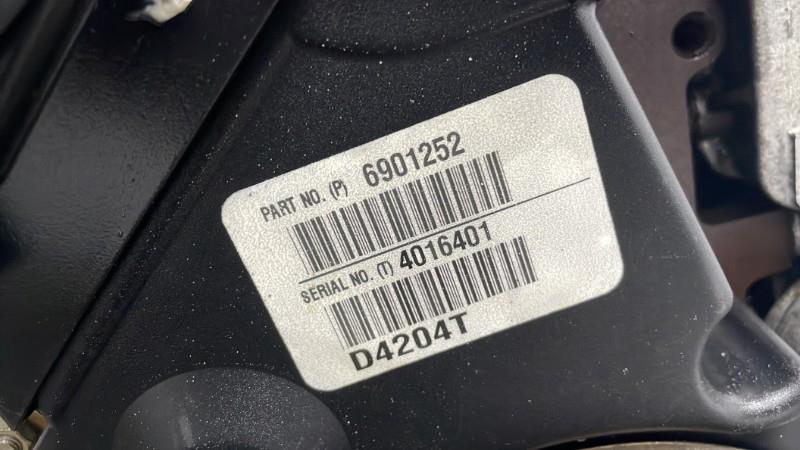 PART NO. (P) 6901252
SERIAL NO. (T) 4016401
D4204T